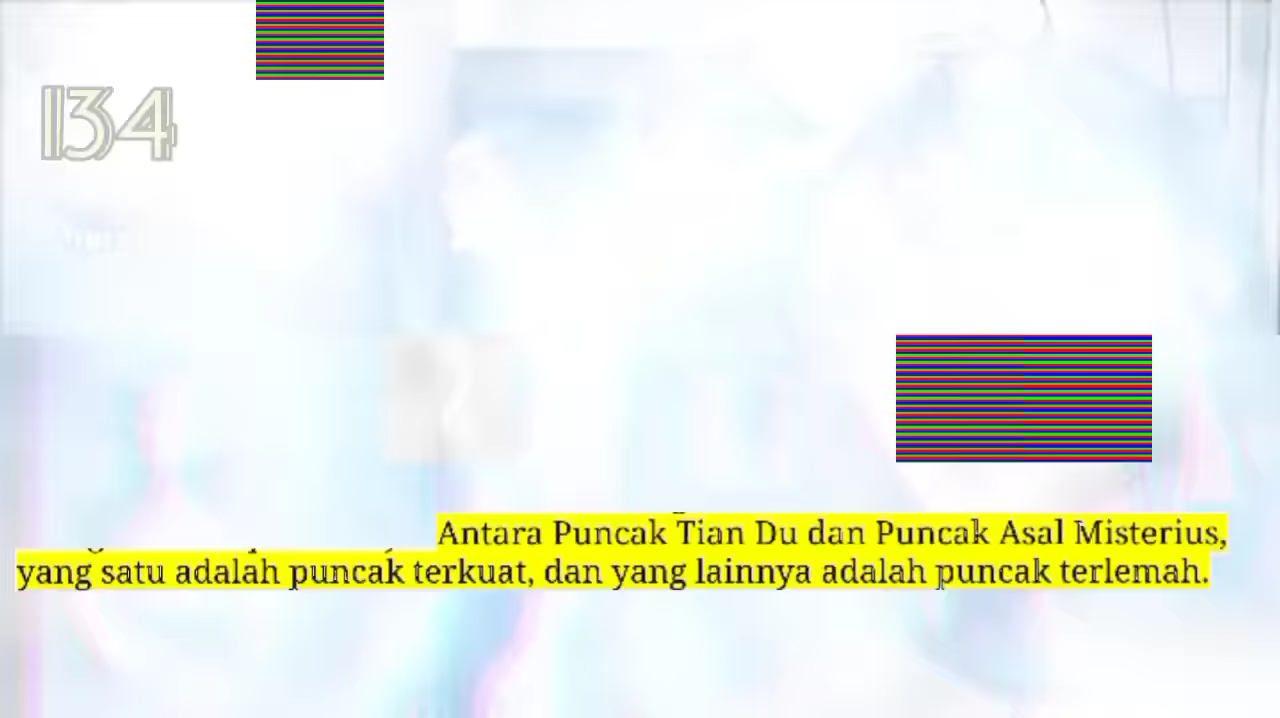 134
Antara Puncak Tian Du dan Puncak Asal Misterius,
yang satu adalah puncak terkuat, dan yang lainnya adalah puncak terlemah.